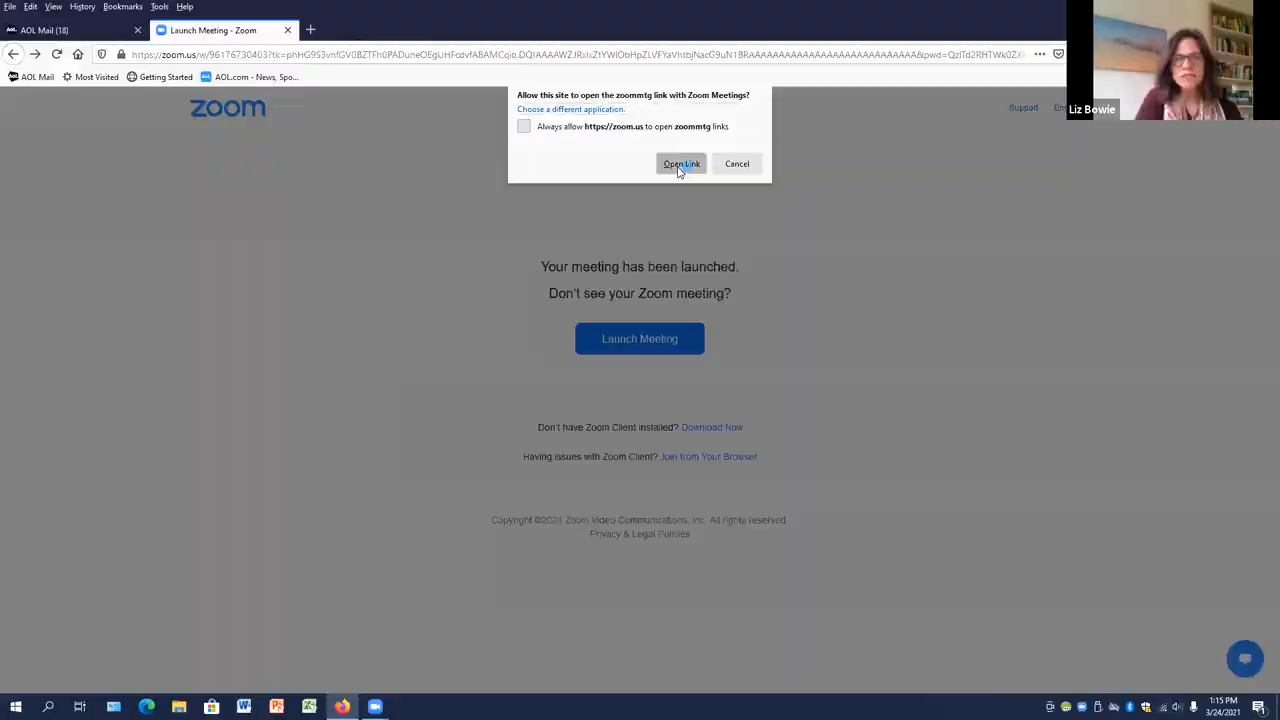 File Edit View History Bookmarks Tools Help
AOL Mail (18)
Launch Meeting - Zoom
AOL Mail Most Visited Getting Started AOL.com - News, Spo...
Allow this site to open the zoommtg link with Zoom Meetings?
Choose a different application.
Always allow https://zoom.us to open zoommtg links
Open Link Cancel
zoom
Support
Liz Bowie
Your meeting has been launched.
Don't see your Zoom meeting?
Launch Meeting
Don't have Zoom Client installed? Download Now
Having issues with Zoom Client? Join from Your Browser
Copyright ©2021 Zoom Video Communications, Inc. All rights reserved.
Privacy & Legal Policies
1:15 PM
3/24/2021